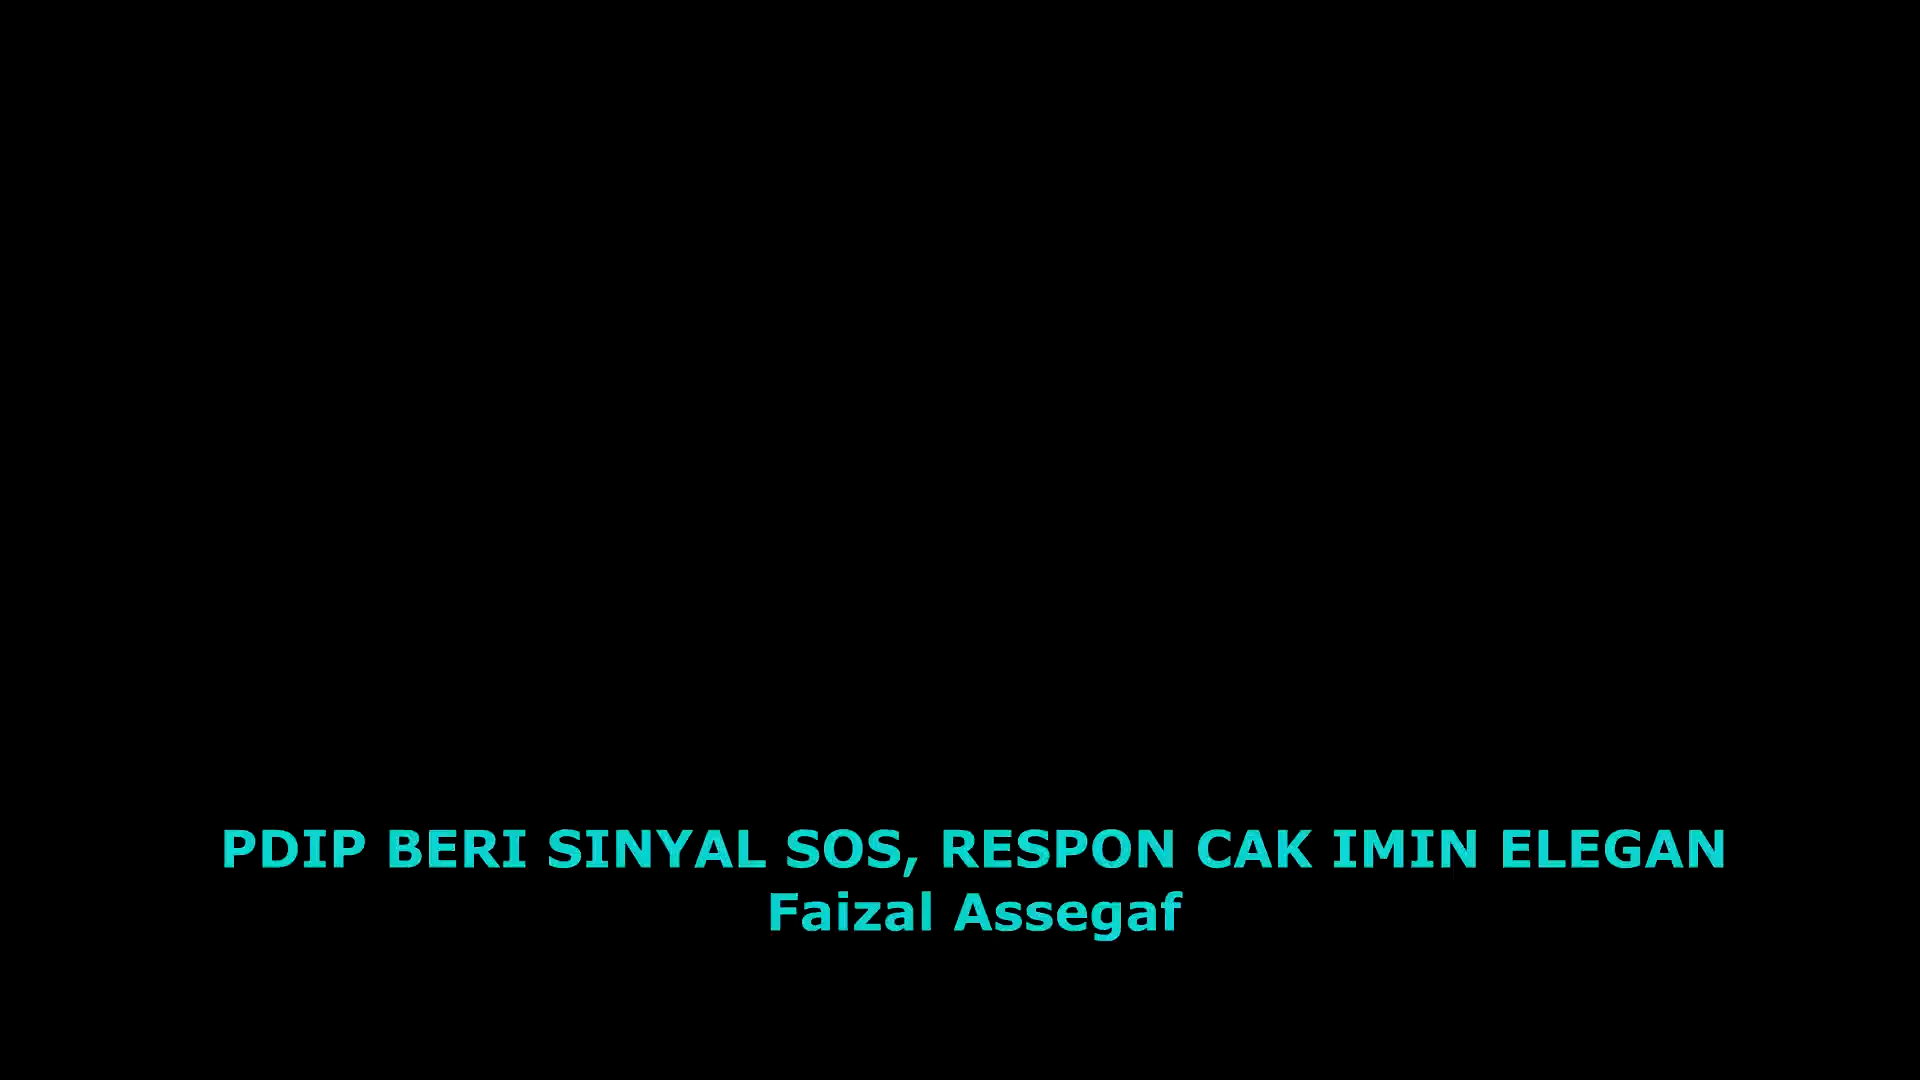 PDIP BERI SINYAL SOS, RESPON CAK IMIN ELEGAN
Faizal Assegaf